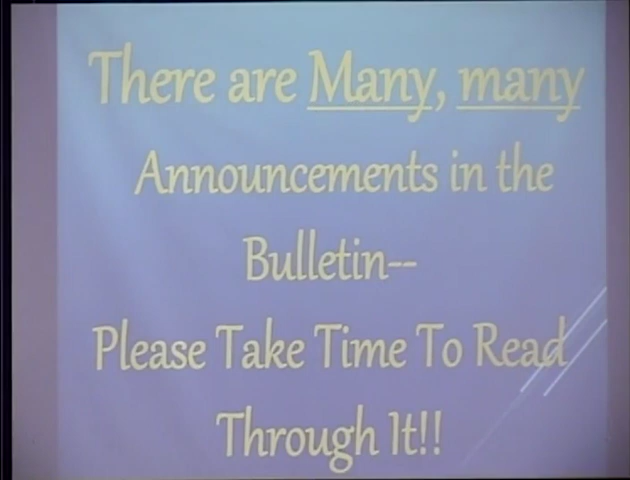 There are Many, many
Announcements in the
Bulletin--
Please Take Time To Read
Through It!!